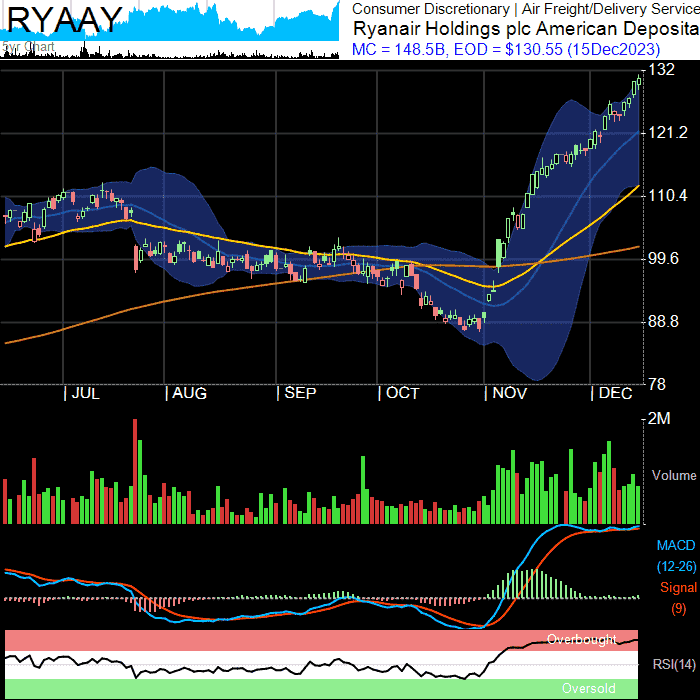 RYAAY
5yr Chart
Consumer Discretionary | Air Freight/Delivery Service
Ryanair Holdings plc American Deposita
MC = 148.5B, EOD = $130.55 (15Dec2023)
132
121.2
110.4
99.6
88.8
78
| JUL | AUG | SEP | OCT | NOV | DEC
2M
Volume
MACD
(12-26)
Signal
(9)
Overbought
RSI(14)
Oversold